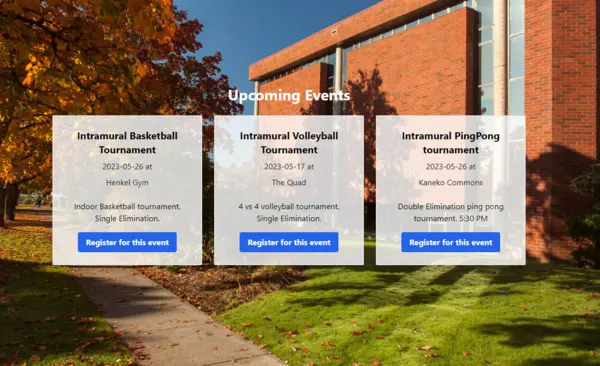 Upcoming Events
Intramural Basketball
Tournament
2023-05-26 at
Henkel Gym
Indoor Basketball tournament.
Single Elimination.
Register for this event
Intramural Volleyball
Tournament
2023-05-17 at
The Quad
4 vs 4 volleyball tournament.
Single Elimination.
Register for this event
Intramural PingPong
tournament
2023-05-26 at
Kaneko Commons
Double Elimination ping pong
tournament. 5:30 PM
Register for this event